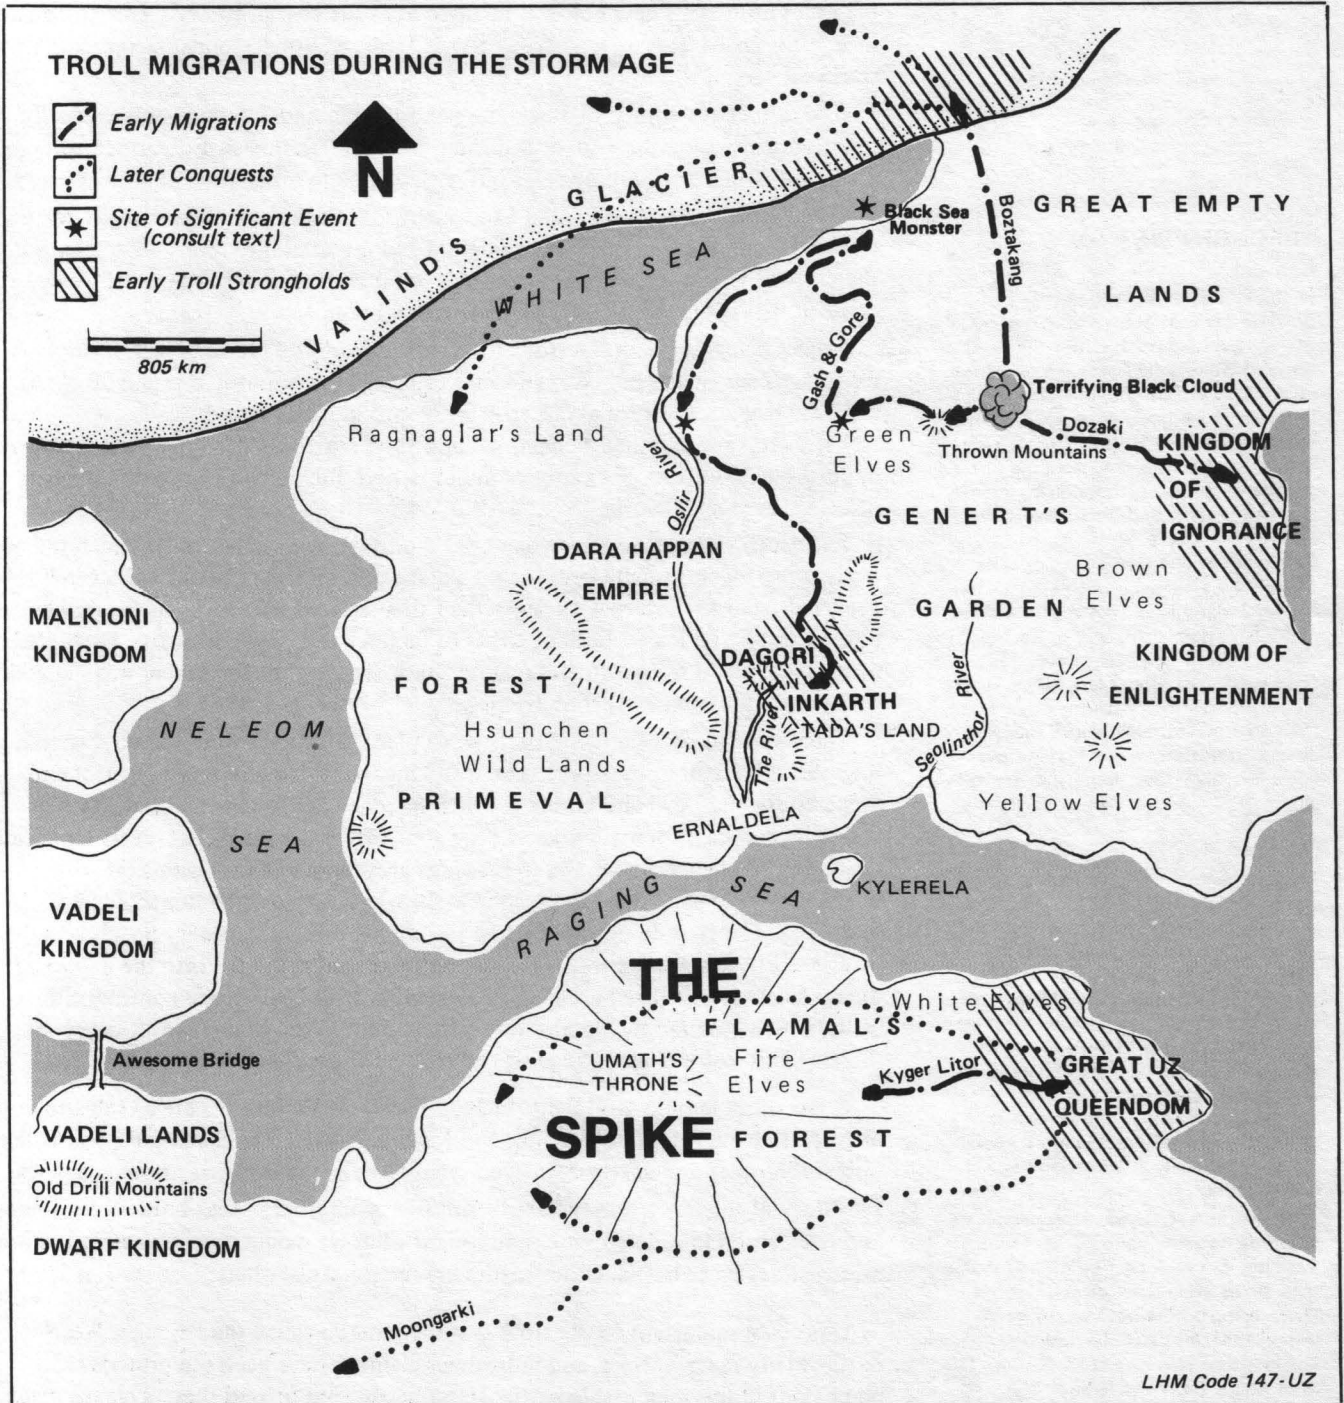 TROLL MIGRATIONS DURING THE STORM AGE
Early Migrations
Later Conquests
Site of Significant Event
(consult text)
Early Troll Strongholds
N
805 km
VALIND'S GLACIER
WHITE SEA
Black Sea
Monster
Boztakang
GREAT EMPTY
LANDS
Gash & Gore
Terrifying Black Cloud
Ragnaglar's Land
Green
Elves
Thrown Mountains
Dozaki
KINGDOM
OF
IGNORANCE
Oslir River
GENERT'S
GARDEN
DARA HAPPAN
EMPIRE
Brown
Elves
MALKIONI
KINGDOM
DAGORI
INKARTH
TADA'S LAND
The River
Seolinthor River
KINGDOM OF
ENLIGHTENMENT
FOREST
Hsunchen
Wild Lands
PRIMEVAL
NELEOM
SEA
Yellow Elves
ERNALDELA
RAGING SEA
KYLERELA
VADELI
KINGDOM
THE
SPIKE
White Elves
FLAMAL'S
FOREST
UMATH'S
THRONE
Fire
Elves
Kyger Litor
GREAT UZ
QUEENDOM
Awesome Bridge
VADELI LANDS
Old Drill Mountains
DWARF KINGDOM
Moongarki
LHM Code 147-UZ